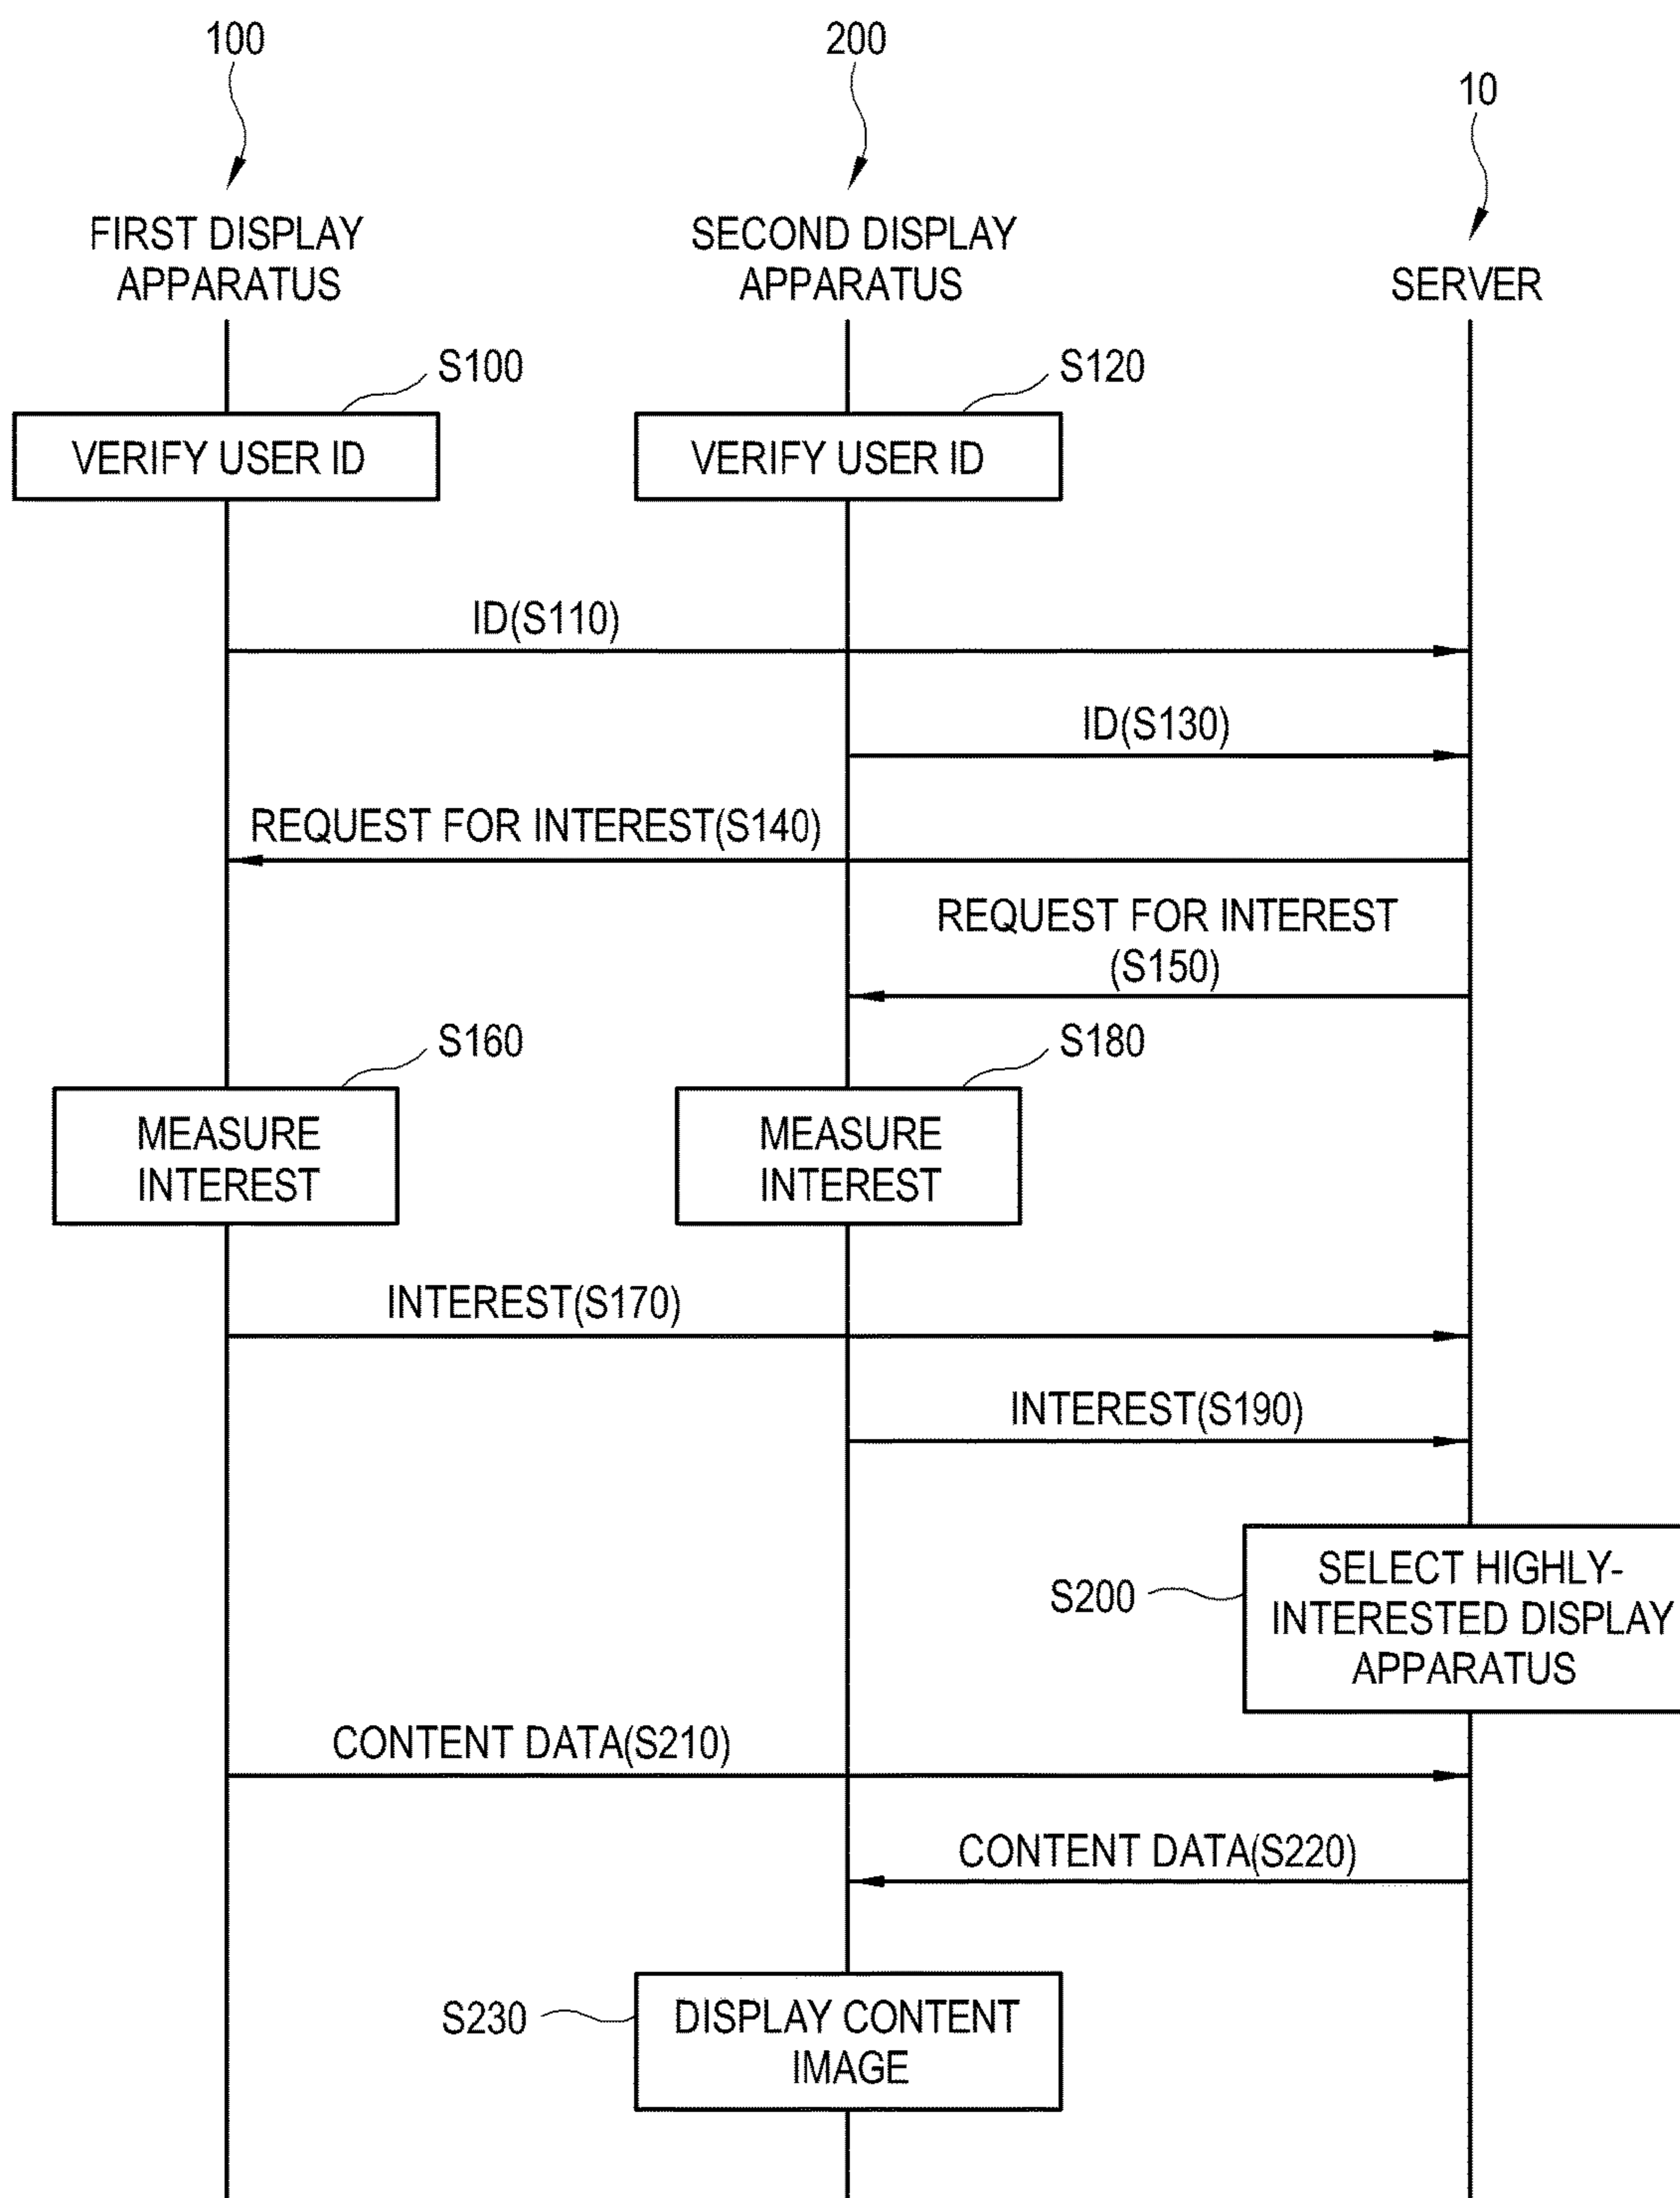 100
200
10
FIRST DISPLAY
APPARATUS
SECOND DISPLAY
APPARATUS
SERVER
S100
S120
VERIFY USER ID
VERIFY USER ID
ID(S110)
ID(S130)
REQUEST FOR INTEREST(S140)
REQUEST FOR INTEREST
(S150)
S160
S180
MEASURE
INTEREST
MEASURE
INTEREST
INTEREST(S170)
INTEREST(S190)
S200
SELECT HIGHLY-
INTERESTED DISPLAY
APPARATUS
CONTENT DATA(S210)
CONTENT DATA(S220)
S230
DISPLAY CONTENT
IMAGE